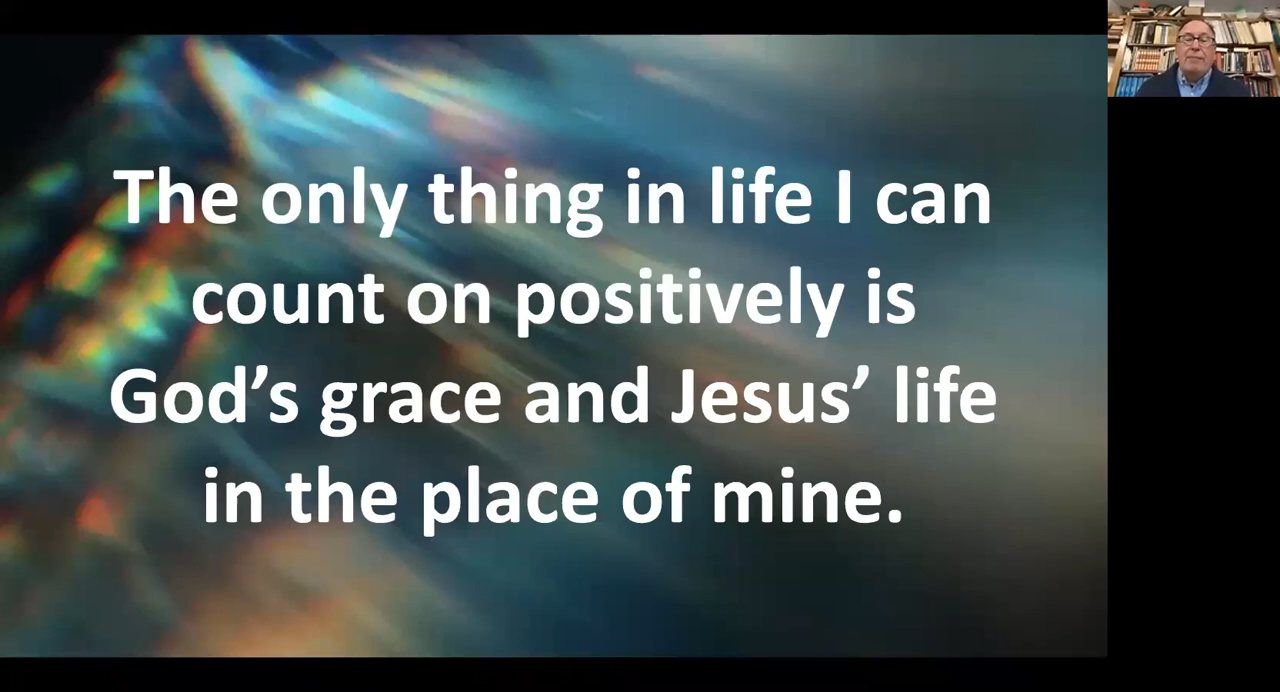 The only thing in life I can
count on positively is
God’s grace and Jesus’ life
in the place of mine.